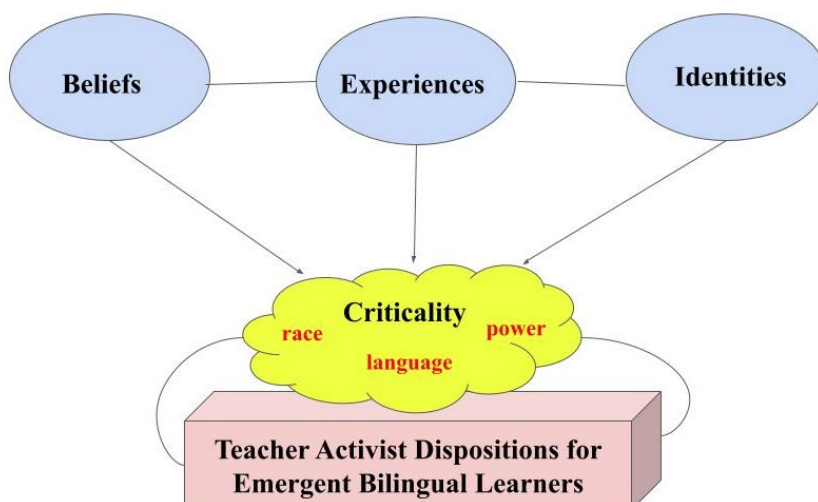 Beliefs
Experiences
Identities
Criticality
race
power
language
Teacher Activist Dispositions for
Emergent Bilingual Learners